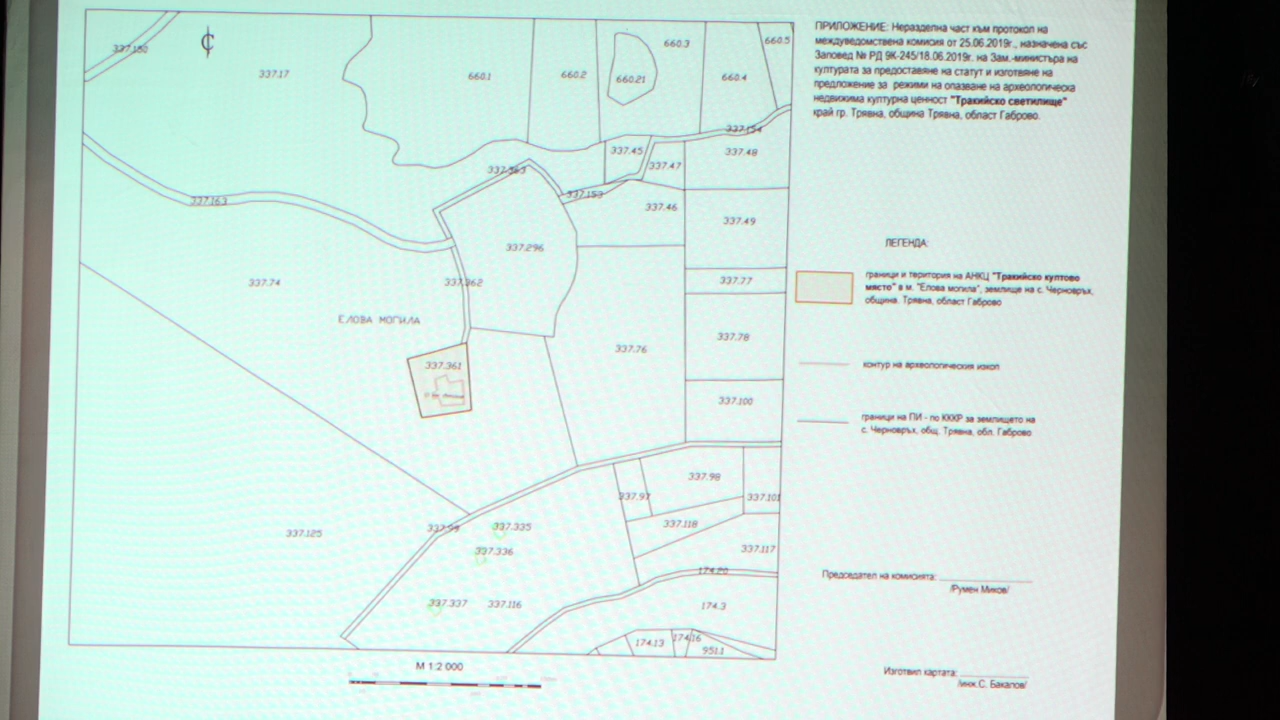 ПРИЛОЖЕНИЕ: Неразделна част към протокол на
междуведомствена комисия от 25.06.2019г., назначена със
Заповед № РД 9К-245/18.06.2019г. на Зам.-министъра на
културата за предоставяне на статут и изготвяне на
предложение за режими на опазване на археологическа
недвижима културна ценност "Тракийско светилище"
край гр. Трявна, община Трявна, област Габрово.
337.150
337.17
660.1
660.2
660.21
660.3
660.4
660.5
337.154
337.45
337.47
337.48
337.363
337.153
337.163
337.46
337.49
337.296
337.74
337.362
337.77
ЕЛОВА МОГИЛА
337.76
337.78
337.361
337.100
337.98
337.97
337.101
337.118
337.99
337.335
337.125
337.336
337.117
174.20
337.337
337.116
174.3
174.13
174.16
951.1
М 1:2 000
ЛЕГЕНДА:
граници и територия на АНКЦ "Тракийско култово
място" в м. "Елова могила", землище на с. Черновръх,
община. Трявна, област Габрово
контур на археологическия изкоп
граници на ПИ - по КККР за землището на
с. Черновръх, общ. Трявна, обл. Габрово
Председател на комисията:
/Румен Миков/
Изготвил картата:
/инж.С. Бакалов/